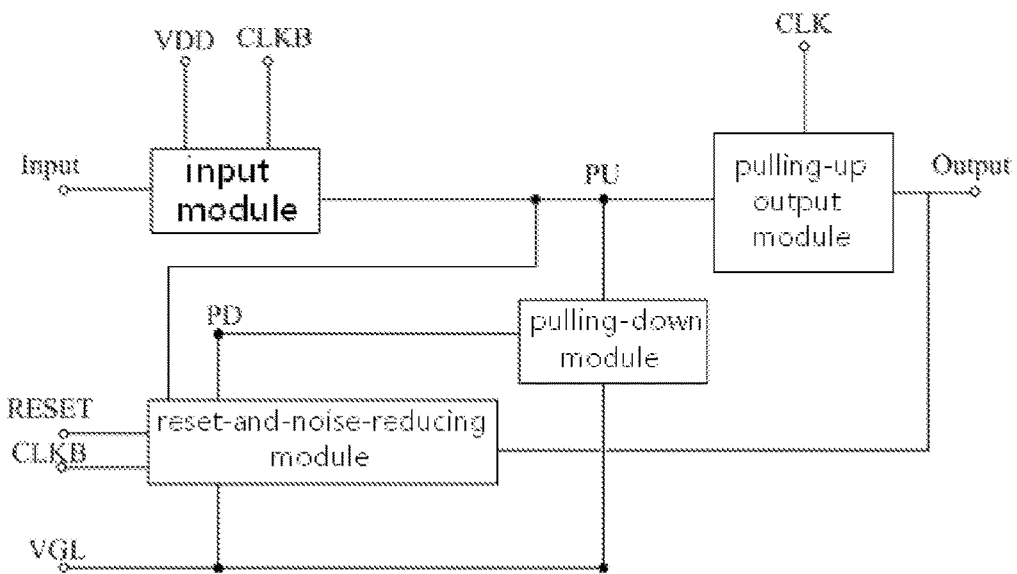 VDD
CLKB
CLK
Input
input
module
PU
pulling-up
output
module
Output
PD
pulling-down
module
RESET
CLKB
reset-and-noise-reducing
module
VGL